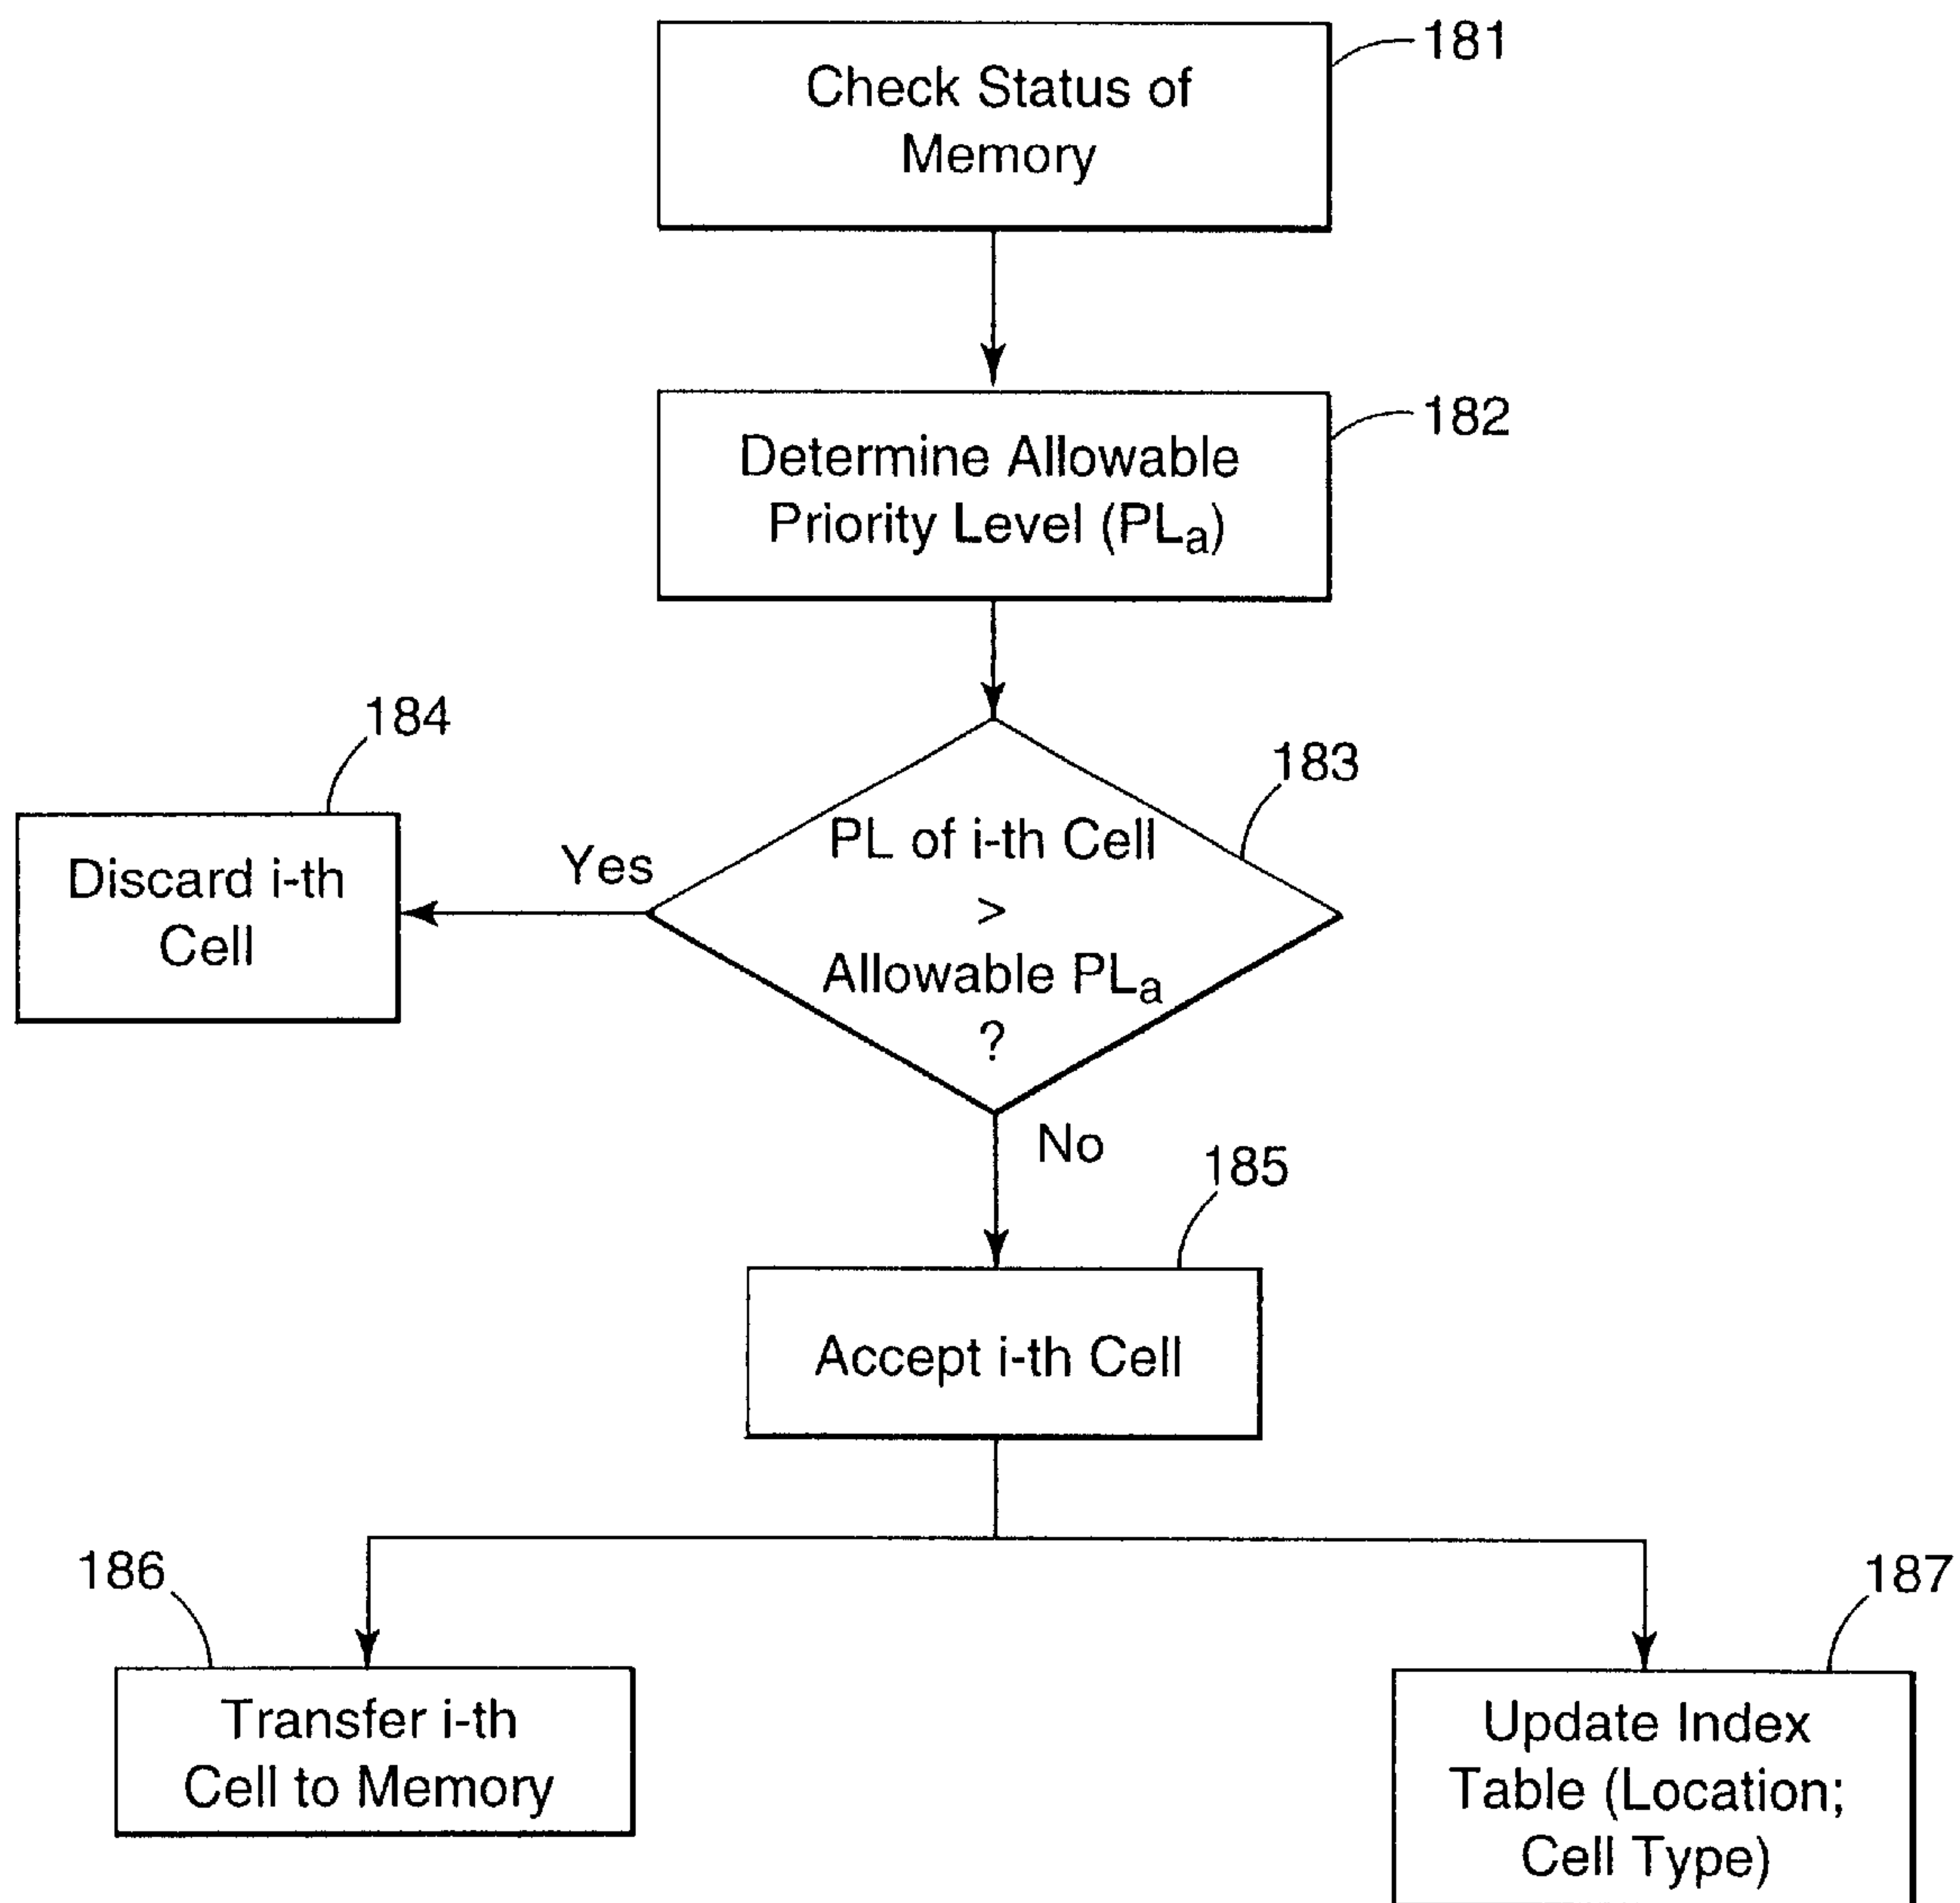 Check Status of
Memory
181
Determine Allowable
Priority Level (PLa)
182
184
183
Discard i-th
Cell
Yes
PL of i-th Cell
>
Allowable PLa
?
No
185
Accept i-th Cell
186
187
Transfer i-th
Cell to Memory
Update Index
Table (Location;
Cell Type)